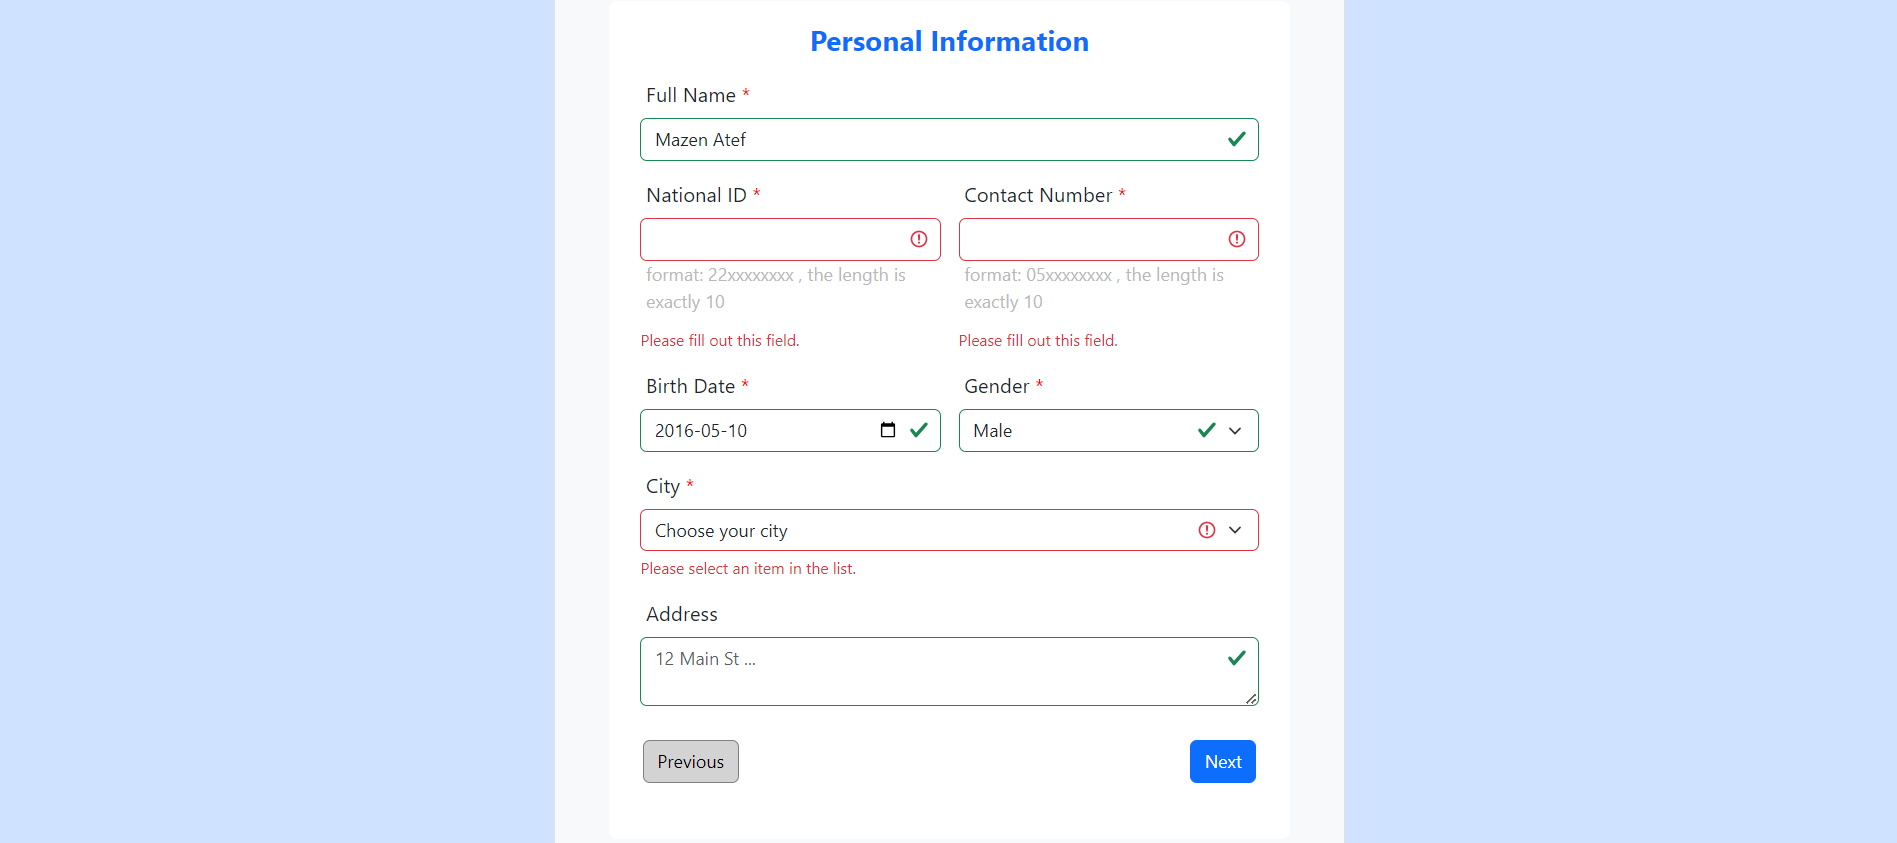 Personal Information
Full Name *
Mazen Atef
National ID *
Contact Number *
format: 22xxxxxxxx , the length is
exactly 10
format: 05xxxxxxxx , the length is
exactly 10
Please fill out this field.
Please fill out this field.
Birth Date *
Gender *
2016-05-10
Male
City *
Choose your city
Please select an item in the list.
Address
12 Main St ...
Previous
Next